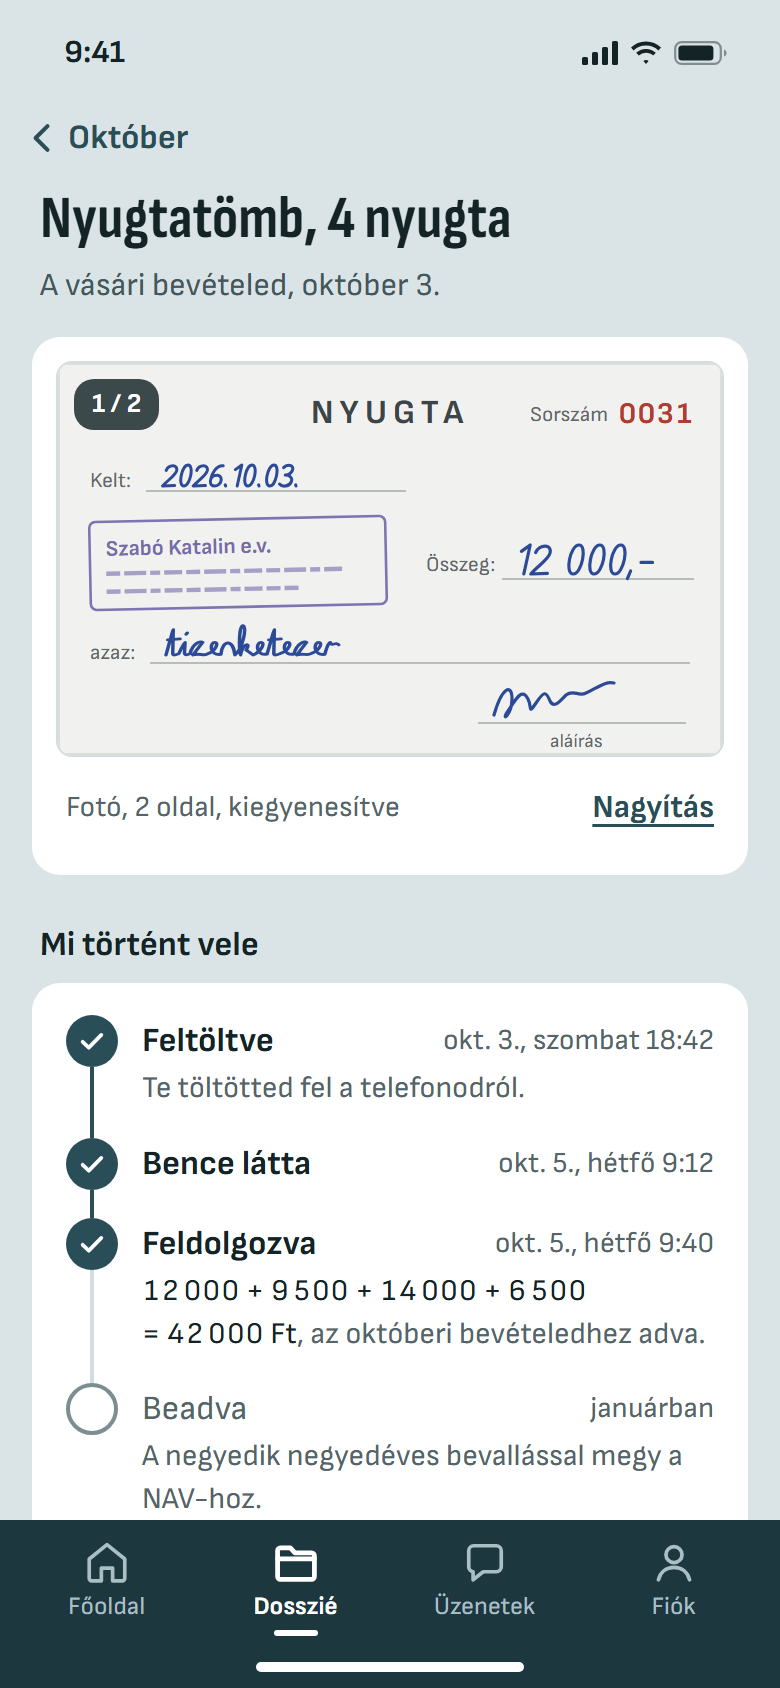 9:41
Október
Nyugtatömb, 4 nyugta
A vásári bevételed, október 3.
1/2
NYUGTA
Sorszám 0031
Kelt: 2026.10.03.
Szabó Katalin e.v.
Összeg: 12 000,-
azaz: tizenkétezer
aláírás
Fotó, 2 oldal, kiegyenesítve
Nagyítás
Mi történt vele
Feltöltve okt. 3., szombat 18:42
Te töltötted fel a telefonodról.
Bence látta okt. 5., hétfő 9:12
Feldolgozva okt. 5., hétfő 9:40
12 000 + 9 500 + 14 000 + 6 500
= 42 000 Ft, az októberi bevételedhez adva.
Beadva januárban
A negyedik negyedéves bevallással megy a
NAV-hoz.
Főoldal Dosszié Üzenetek Fiók